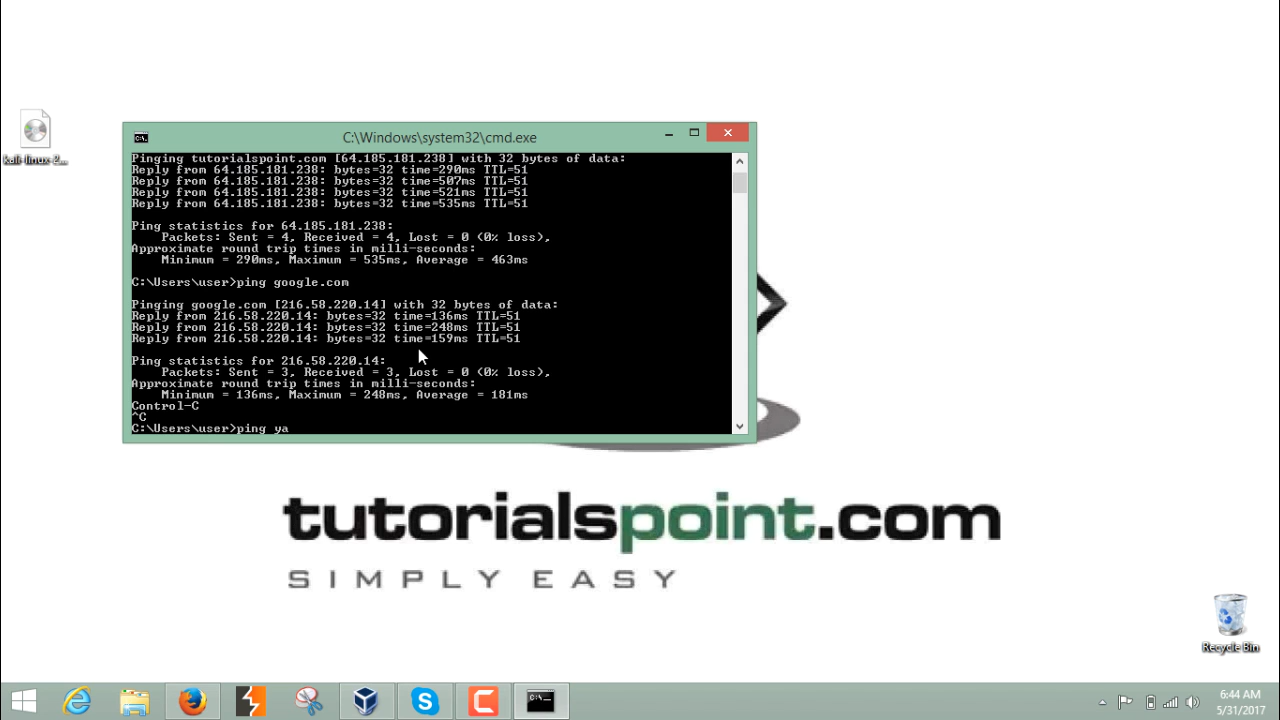 kali-linux-2...
C:\Windows\system32\cmd.exe
Pinging tutorialspoint.com [64.185.181.238] with 32 bytes of data:
Reply from 64.185.181.238: bytes=32 time=290ms TTL=51
Reply from 64.185.181.238: bytes=32 time=507ms TTL=51
Reply from 64.185.181.238: bytes=32 time=521ms TTL=51
Reply from 64.185.181.238: bytes=32 time=535ms TTL=51
Ping statistics for 64.185.181.238:
Packets: Sent = 4, Received = 4, Lost = 0 (0% loss),
Approximate round trip times in milli-seconds:
Minimum = 290ms, Maximum = 535ms, Average = 463ms
C:\Users\user>ping google.com
Pinging google.com [216.58.220.14] with 32 bytes of data:
Reply from 216.58.220.14: bytes=32 time=136ms TTL=51
Reply from 216.58.220.14: bytes=32 time=248ms TTL=51
Reply from 216.58.220.14: bytes=32 time=159ms TTL=51
Ping statistics for 216.58.220.14:
Packets: Sent = 3, Received = 3, Lost = 0 (0% loss),
Approximate round trip times in milli-seconds:
Minimum = 136ms, Maximum = 248ms, Average = 181ms
Control-C
^C
C:\Users\user>ping ya
tutorialspoint.com
SIMPLY EASY
Recycle Bin
6:44 AM
5/31/2017